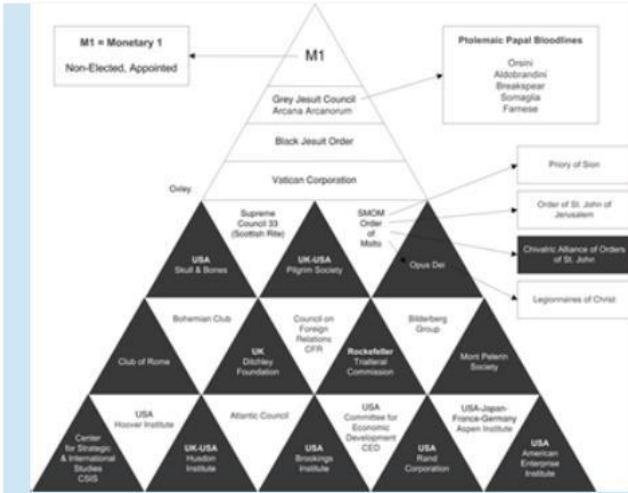 M1 = Monetary 1
Non-Elected, Appointed
M1
Ptolemaic Papal Bloodlines
Orsini
Aldobrandini
Breakspear
Somaglia
Farnese
Grey Jesuit Council
Arcana Arcanorum
Black Jesuit Order
Vatican Corporation
Oxley
Priory of Sion
Order of St. John of
Jerusalem
Chivalric Alliance of Orders
of St. John
Legionnaires of Christ
USA
Skull & Bones
Supreme
Council 33
(Scottish Rite)
UK-USA
Pilgrim Society
SMOM
Order
of
Malta
Opus Dei
Club of Rome
Bohemian Club
UK
Ditchley
Foundation
Council on
Foreign
Relations
CFR
Rockefeller
Trialteral
Commission
Bilderberg
Group
Mont Pelerin
Society
Center
for Strategic
& International
Studies
CSIS
USA
Hoover Institute
UK-USA
Husdon
Institute
Atlantic Council
USA
Brookings
Institute
USA
Committee for
Economic
Development
CED
USA
Rand
Corporation
USA-Japan-
France-Germany
Aspen Institute
USA
American
Enterprise
Institute